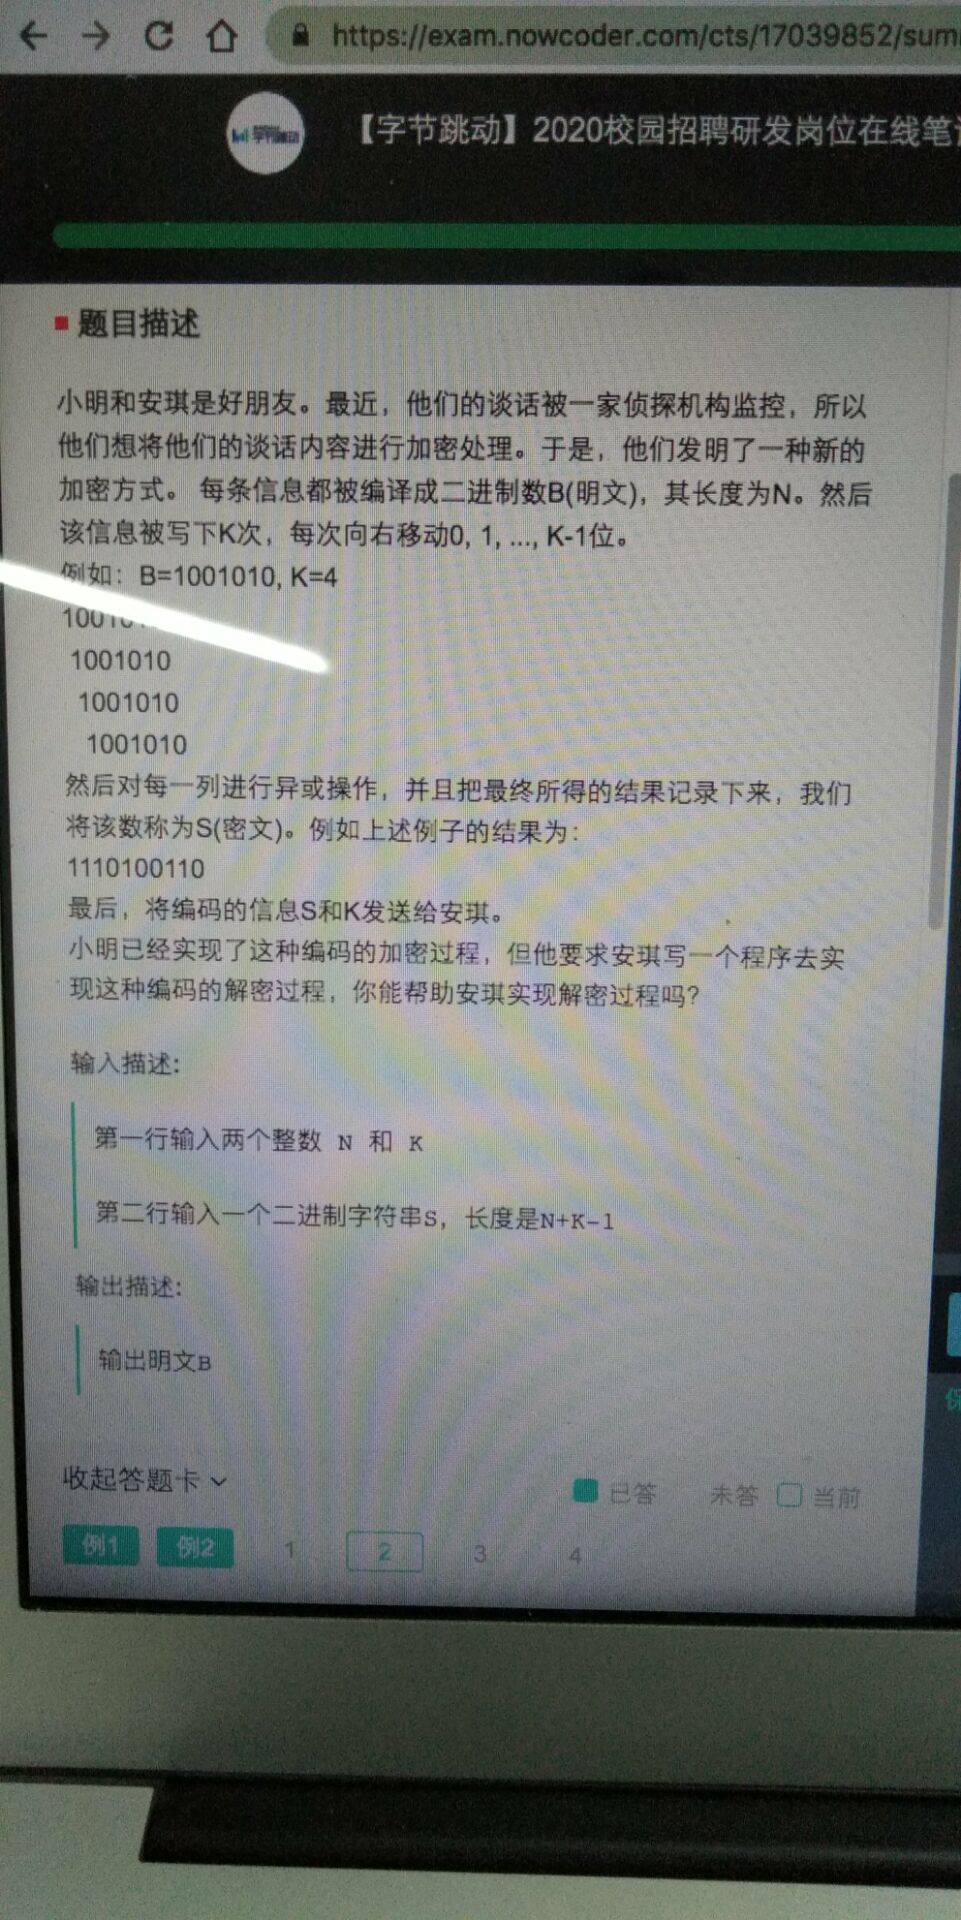 https://exam.nowcoder.com/cts/17039852/sum
【字节跳动】2020校园招聘研发岗位在线笔
题目描述
小明和安琪是好朋友。最近，他们的谈话被一家侦探机构监控，所以
他们想将他们的谈话内容进行加密处理。于是，他们发明了一种新的
加密方式。 每条信息都被编译成二进制数B(明文)，其长度为N。然后
该信息被写下K次，每次向右移动0, 1, ..., K-1位。
例如：B=1001010, K=4
10010
1001010
1001010
1001010
然后对每一列进行异或操作，并且把最终所得的结果记录下来，我们
将该数称为S(密文)。例如上述例子的结果为：
1110100110
最后，将编码的信息S和K发送给安琪。
小明已经实现了这种编码的加密过程，但他要求安琪写一个程序去实
现这种编码的解密过程，你能帮助安琪实现解密过程吗？
输入描述:
第一行输入两个整数 N 和 K
第二行输入一个二进制字符串S，长度是N+K-1
输出描述:
输出明文B
收起答题卡
已答 未答 当前
例1 例2 1 2 3 4